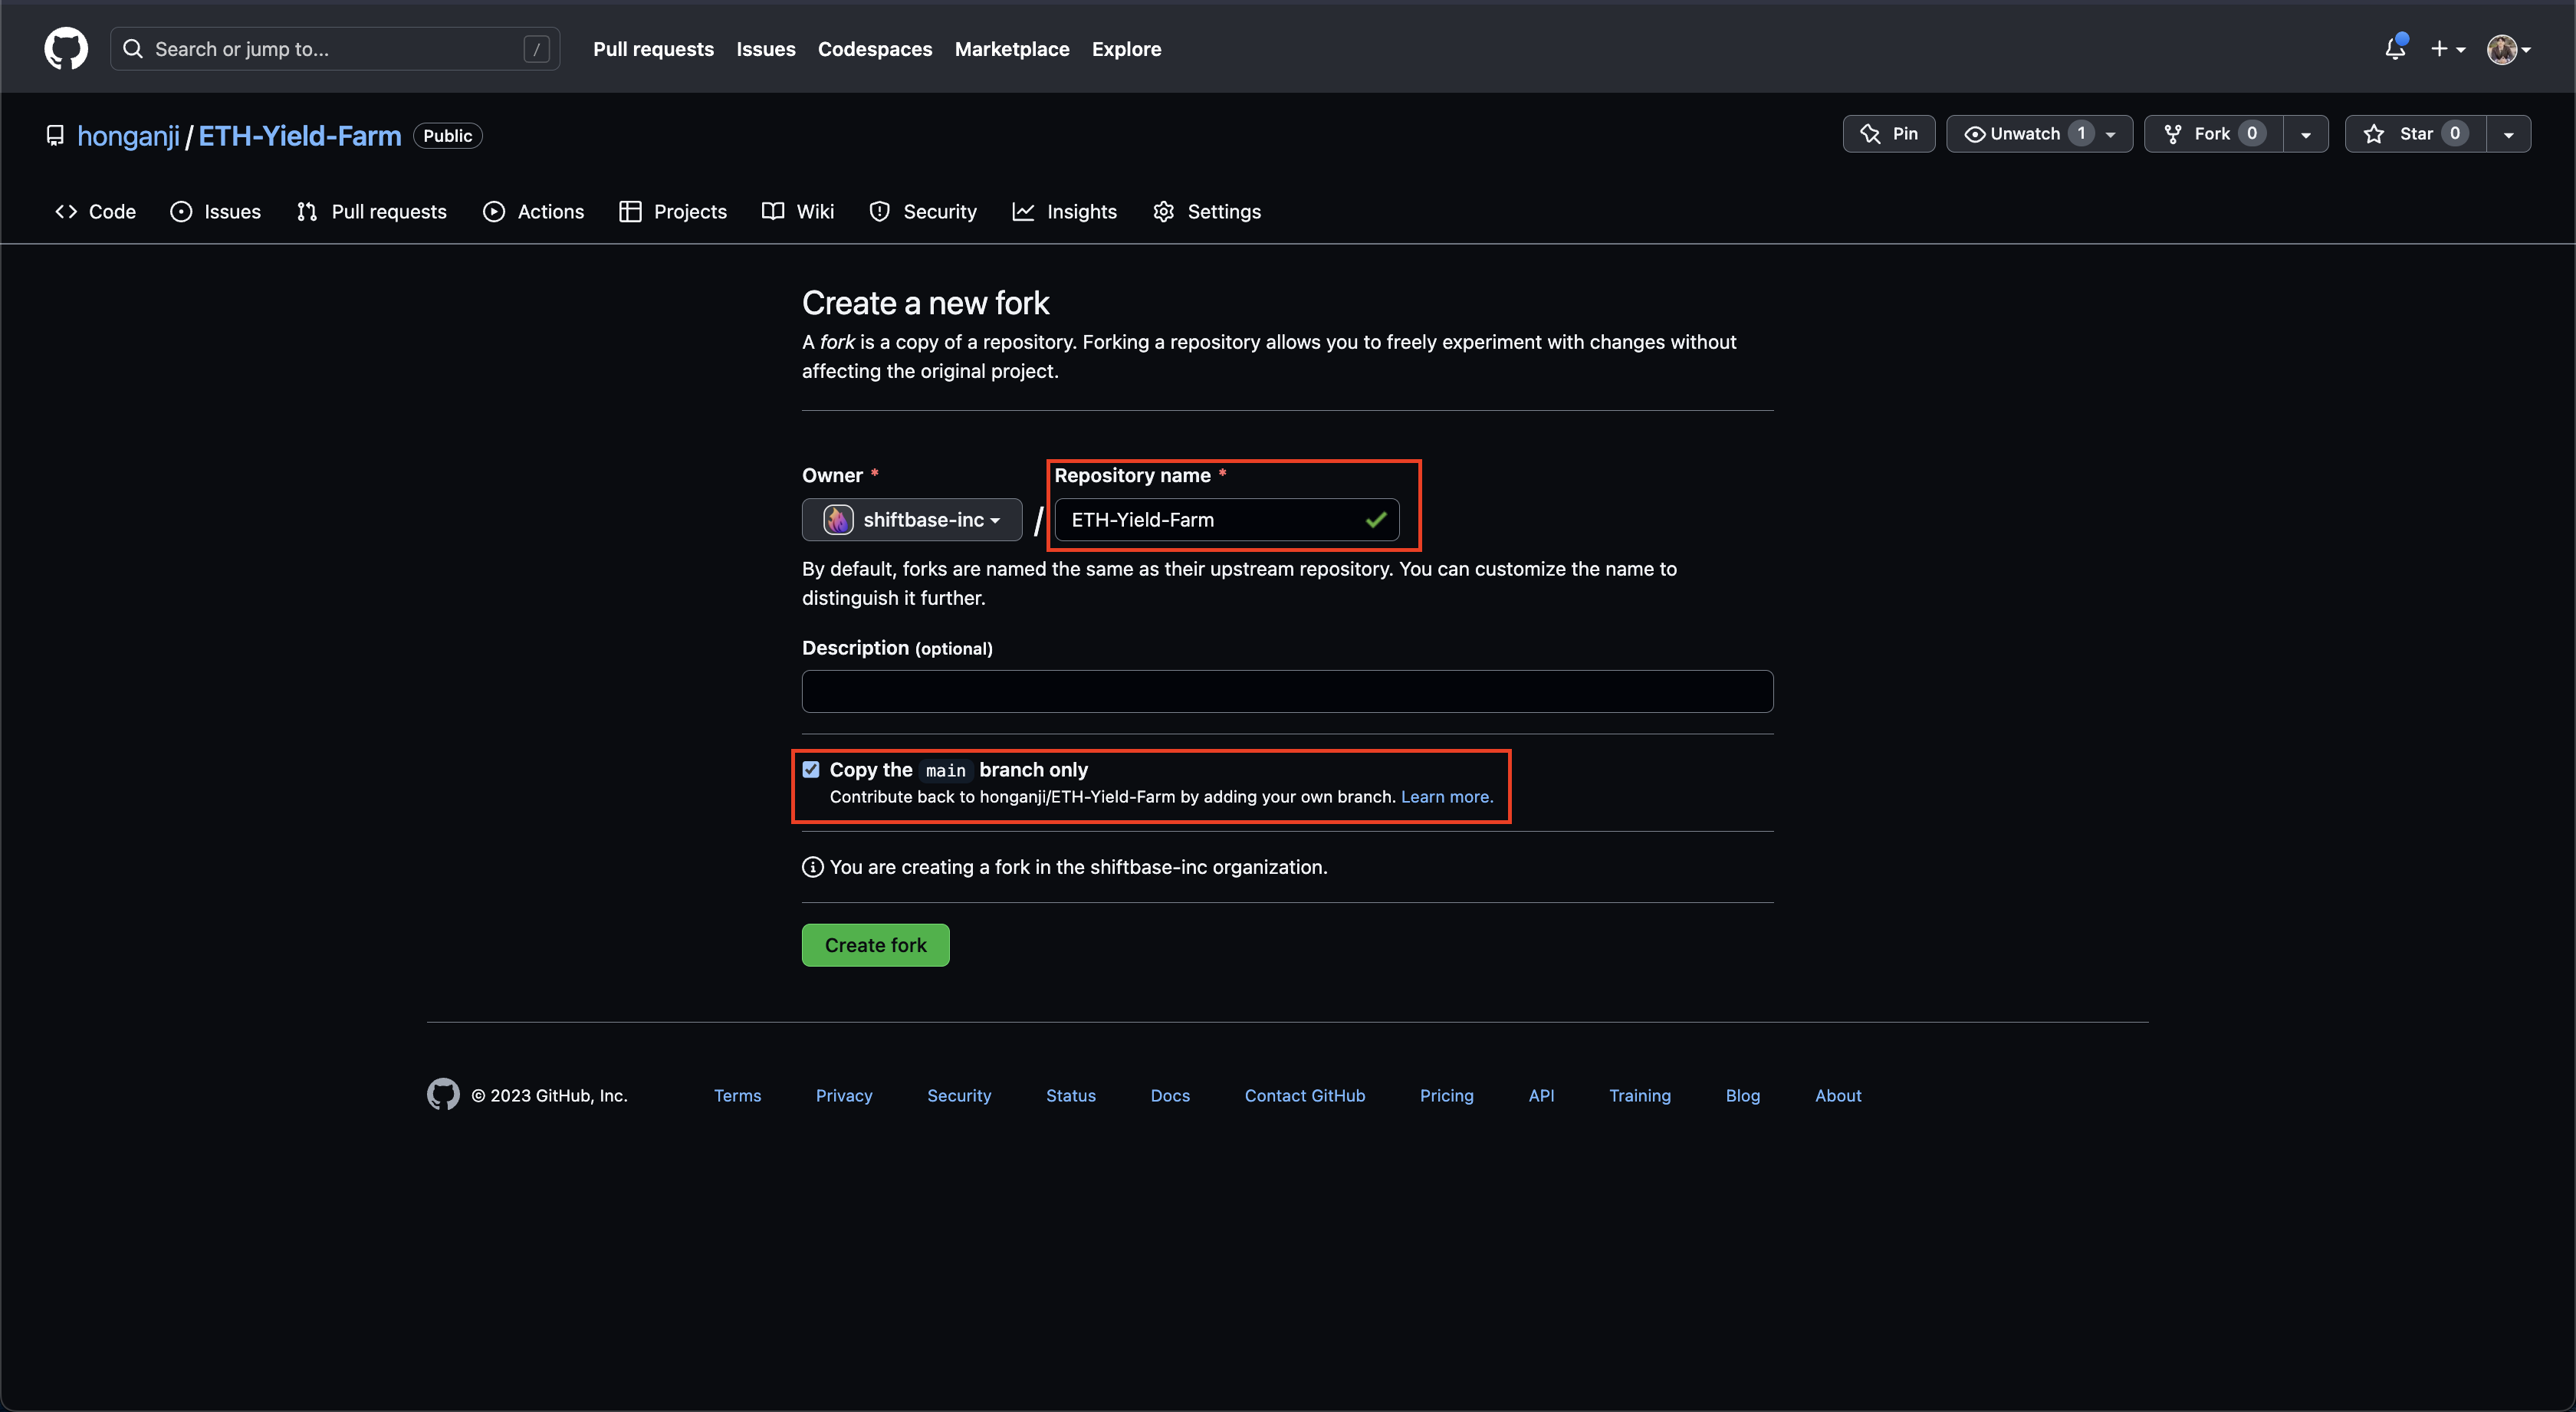 Search or jump to... /
Pull requests Issues Codespaces Marketplace Explore
honganji / ETH-Yield-Farm Public
Pin Unwatch 1 Fork 0 Star 0
Code Issues Pull requests Actions Projects Wiki Security Insights Settings
Create a new fork
A fork is a copy of a repository. Forking a repository allows you to freely experiment with changes without
affecting the original project.
Owner * Repository name *
shiftbase-inc / ETH-Yield-Farm
By default, forks are named the same as their upstream repository. You can customize the name to
distinguish it further.
Description (optional)
Copy the main branch only
Contribute back to honganji/ETH-Yield-Farm by adding your own branch. Learn more.
You are creating a fork in the shiftbase-inc organization.
Create fork
© 2023 GitHub, Inc. Terms Privacy Security Status Docs Contact GitHub Pricing API Training Blog About